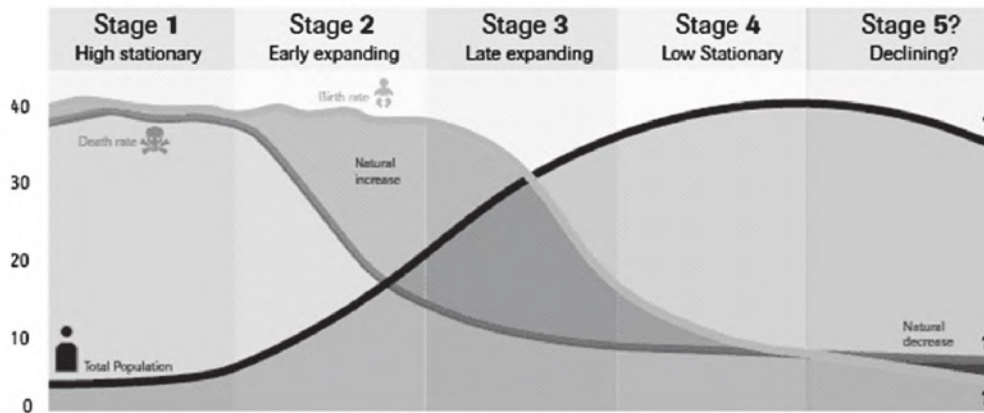 Stage 1
High stationary
Stage 2
Early expanding
Stage 3
Late expanding
Stage 4
Low Stationary
Stage 5?
Declining?
40
30
20
10
0
Birth rate
Death rate
Natural
increase
Total Population
Natural
decrease